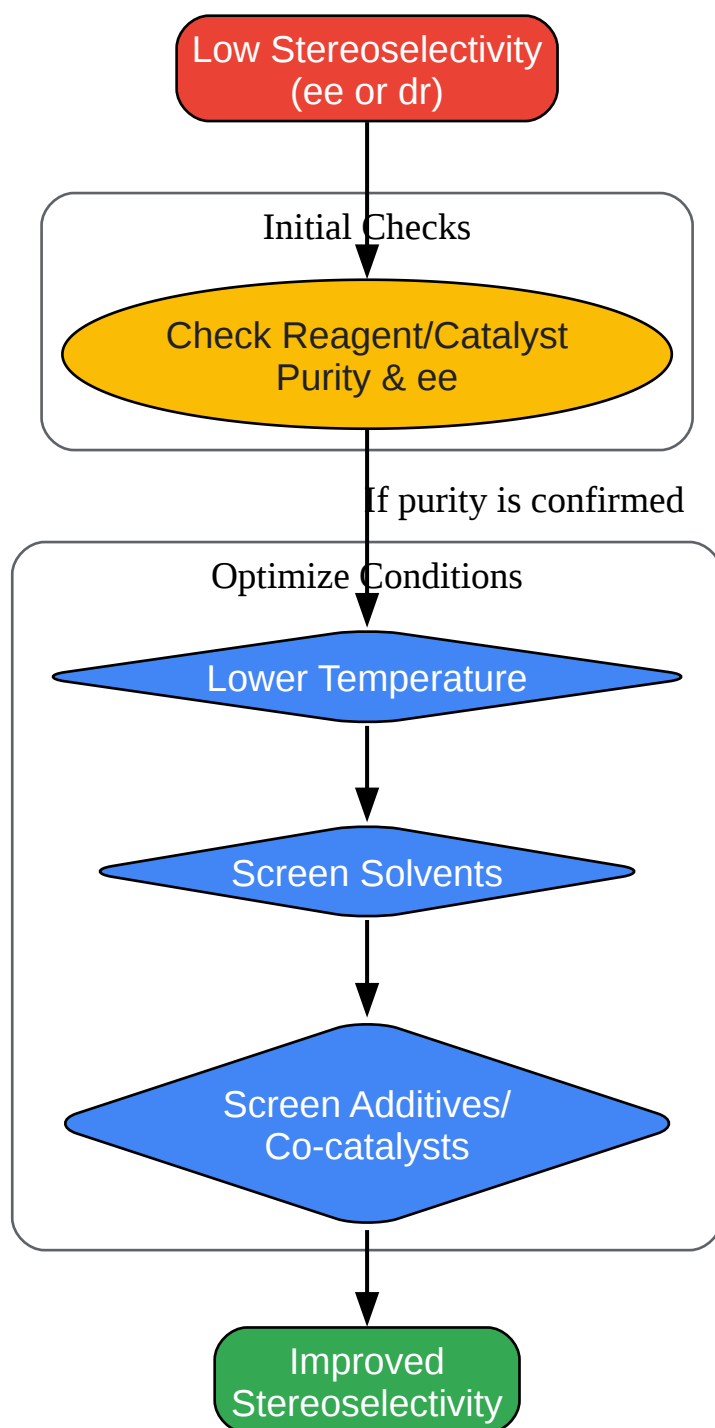 Low Stereoselectivity
(ee or dr)
Initial Checks
Check Reagent/Catalyst
Purity & ee
If purity is confirmed
Optimize Conditions
Lower Temperature
Screen Solvents
Screen Additives/
Co-catalysts
Improved
Stereoselectivity